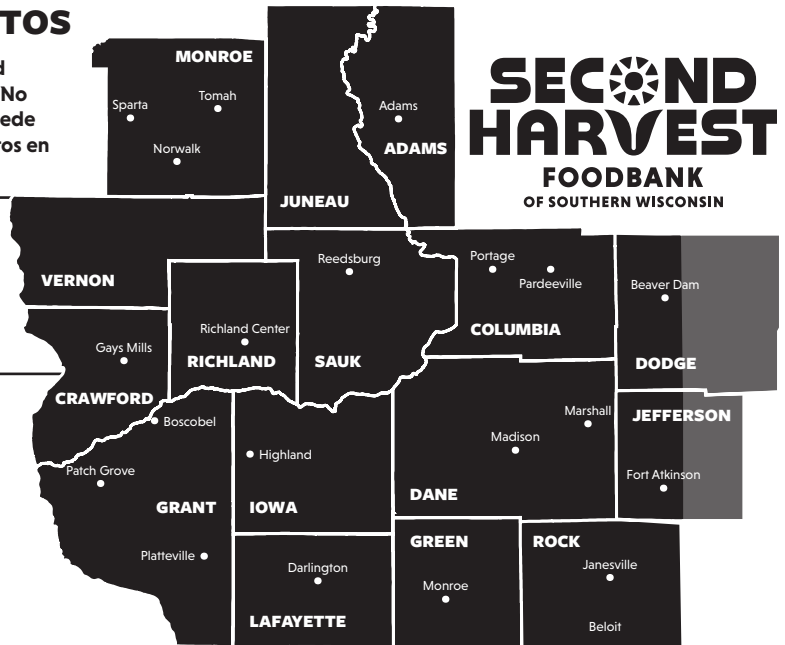 TOS
No
ede
os en
SECOND
HARVEST
FOODBANK
OF SOUTHERN WISCONSIN
MONROE
Sparta
Tomah
Norwalk
JUNEAU
Adams
ADAMS
VERNON
Reedsburg
SAUK
Richland Center
RICHLAND
Gays Mills
CRAWFORD
Portage
Pardeeville
COLUMBIA
Beaver Dam
DODGE
JEFFERSON
Fort Atkinson
Marshall
Madison
DANE
Boscobel
Patch Grove
GRANT
Platteville
Highland
IOWA
Darlington
LAFAYETTE
GREEN
Monroe
ROCK
Janesville
Beloit